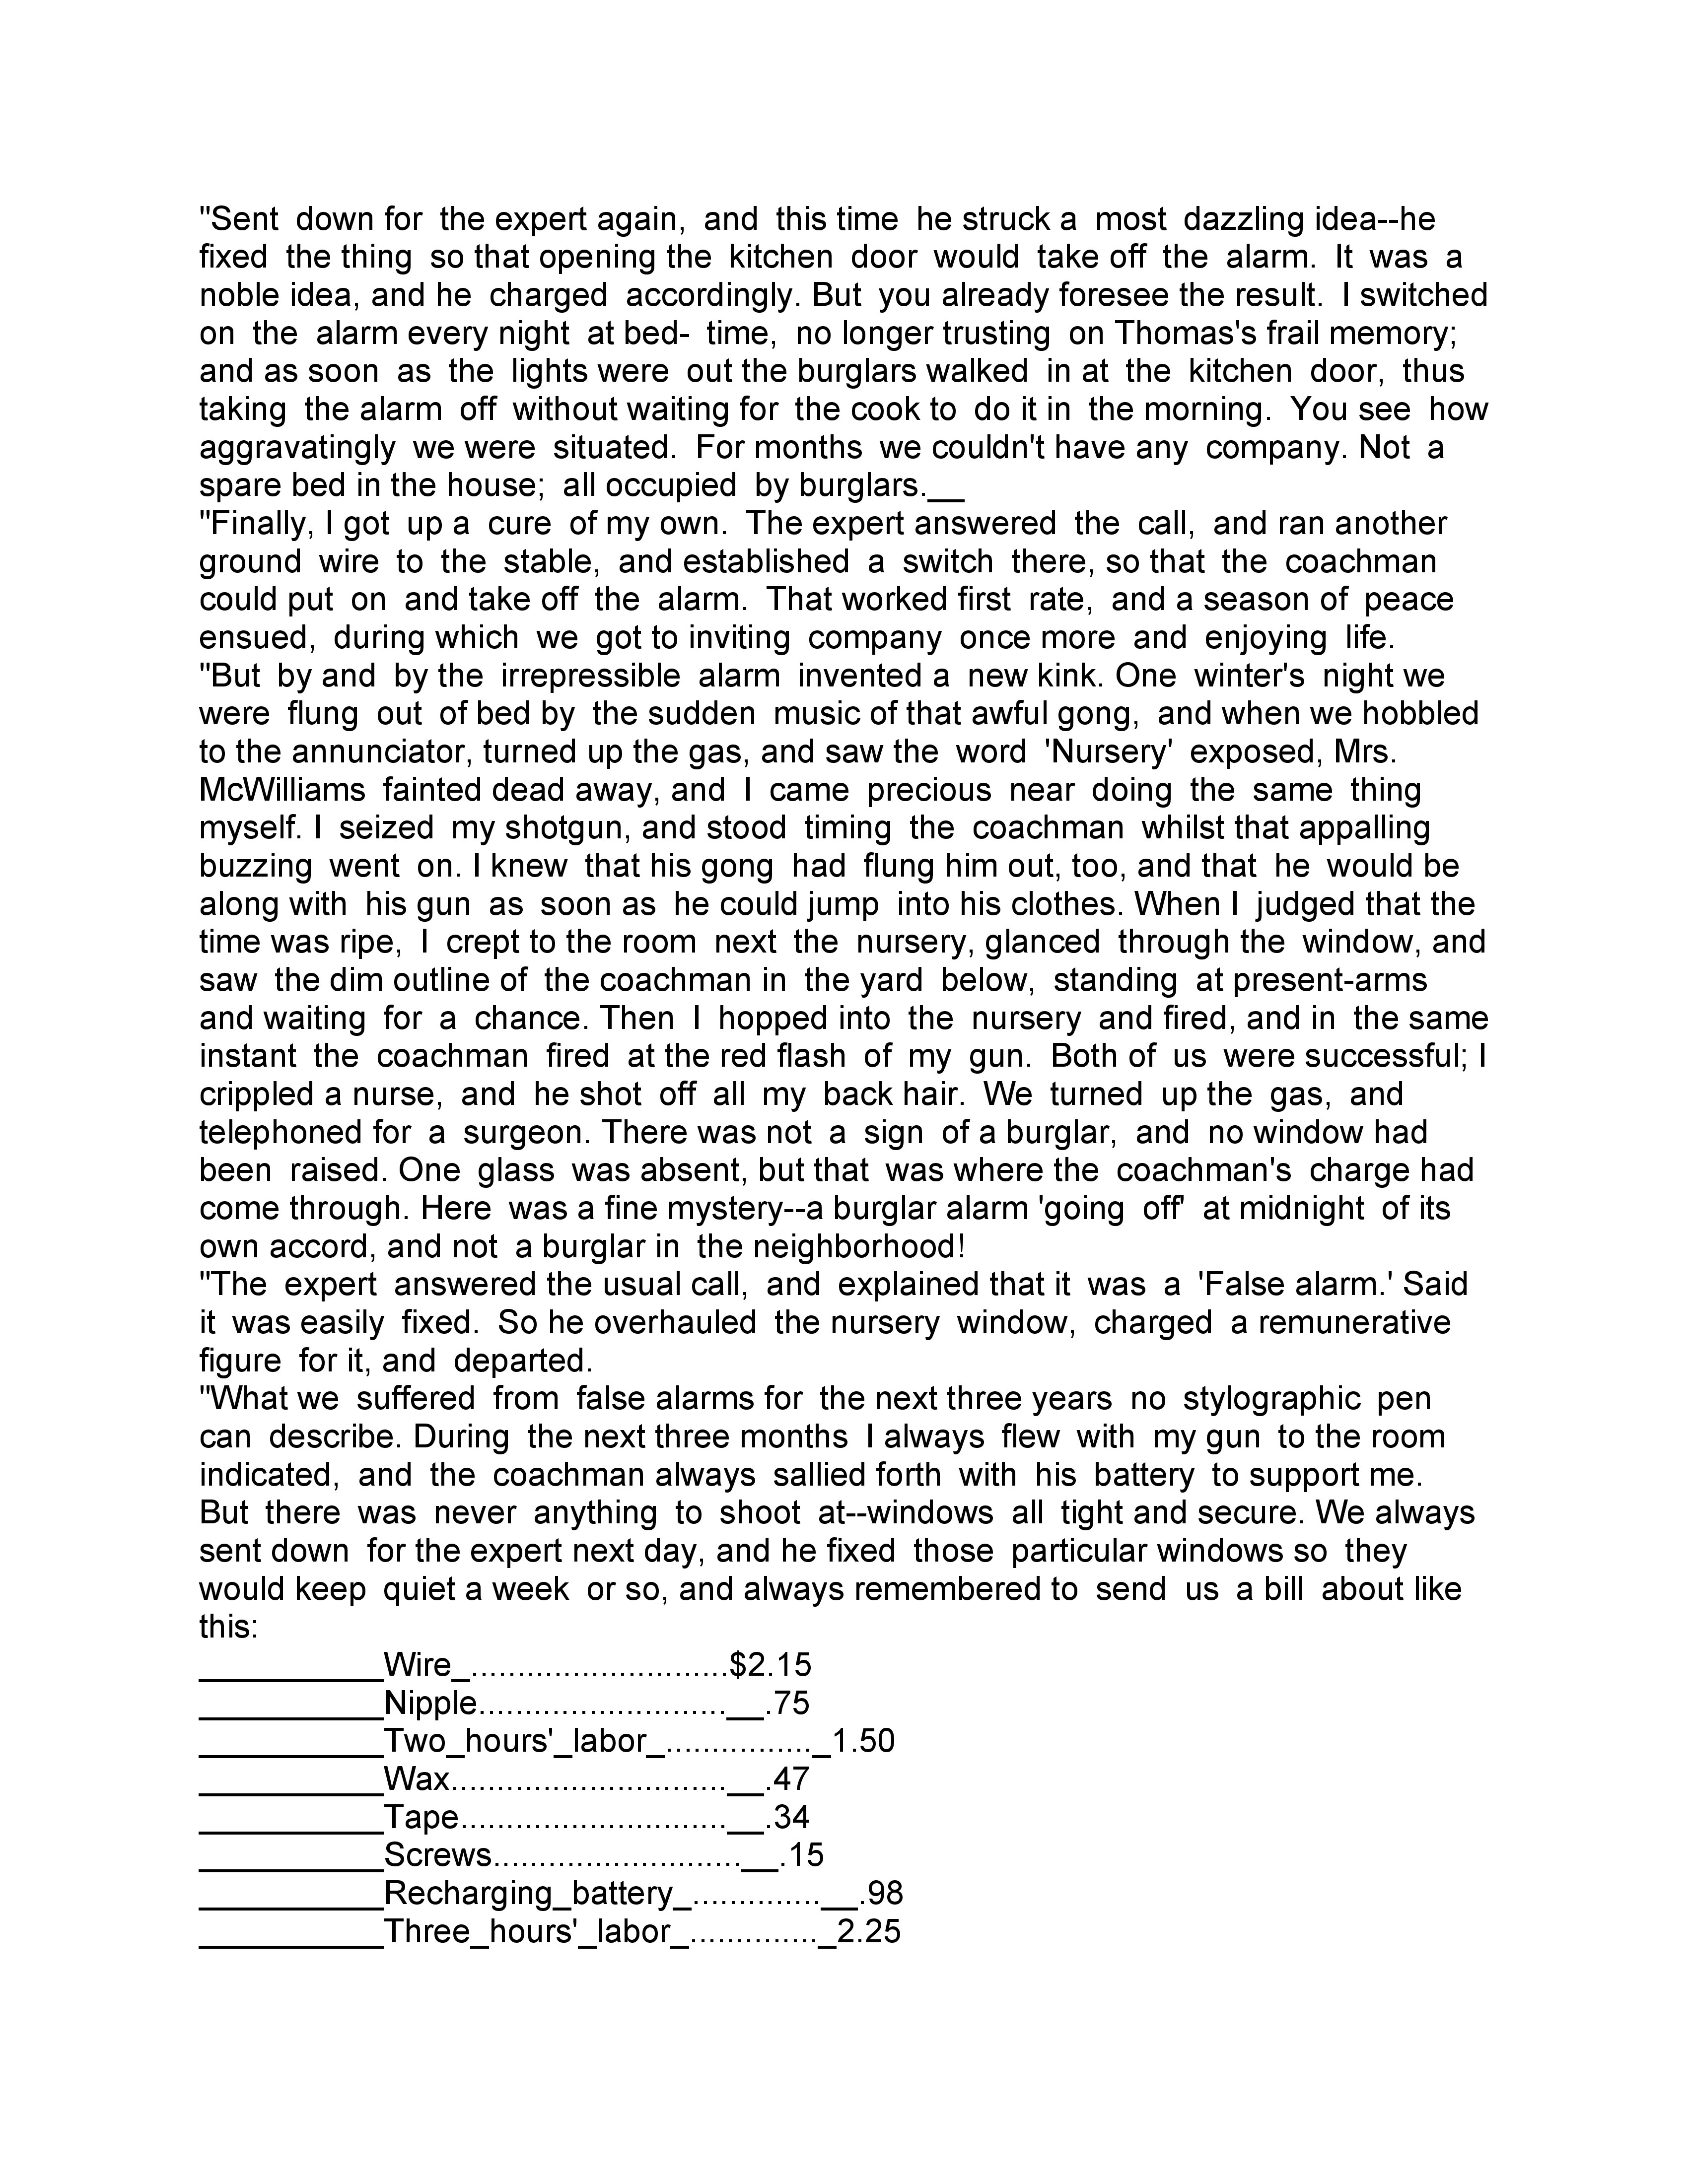 "Sent down for the expert again, and this time he struck a most dazzling idea--he
fixed the thing so that opening the kitchen door would take off the alarm. It was a
noble idea, and he charged accordingly. But you already foresee the result. I switched
on the alarm every night at bed- time, no longer trusting on Thomas's frail memory;
and as soon as the lights were out the burglars walked in at the kitchen door, thus
taking the alarm off without waiting for the cook to do it in the morning. You see how
aggravatingly we were situated. For months we couldn't have any company. Not a
spare bed in the house; all occupied by burglars.__
"Finally, I got up a cure of my own. The expert answered the call, and ran another
ground wire to the stable, and established a switch there, so that the coachman
could put on and take off the alarm. That worked first rate, and a season of peace
ensued, during which we got to inviting company once more and enjoying life.
"But by and by the irrepressible alarm invented a new kink. One winter's night we
were flung out of bed by the sudden music of that awful gong, and when we hobbled
to the annunciator, turned up the gas, and saw the word 'Nursery' exposed, Mrs.
McWilliams fainted dead away, and I came precious near doing the same thing
myself. I seized my shotgun, and stood timing the coachman whilst that appalling
buzzing went on. I knew that his gong had flung him out, too, and that he would be
along with his gun as soon as he could jump into his clothes. When I judged that the
time was ripe, I crept to the room next the nursery, glanced through the window, and
saw the dim outline of the coachman in the yard below, standing at present-arms
and waiting for a chance. Then I hopped into the nursery and fired, and in the same
instant the coachman fired at the red flash of my gun. Both of us were successful; I
crippled a nurse, and he shot off all my back hair. We turned up the gas, and
telephoned for a surgeon. There was not a sign of a burglar, and no window had
been raised. One glass was absent, but that was where the coachman's charge had
come through. Here was a fine mystery--a burglar alarm 'going off' at midnight of its
own accord, and not a burglar in the neighborhood!
"The expert answered the usual call, and explained that it was a 'False alarm.' Said
it was easily fixed. So he overhauled the nursery window, charged a remunerative
figure for it, and departed.
"What we suffered from false alarms for the next three years no stylographic pen
can describe. During the next three months I always flew with my gun to the room
indicated, and the coachman always sallied forth with his battery to support me.
But there was never anything to shoot at--windows all tight and secure. We always
sent down for the expert next day, and he fixed those particular windows so they
would keep quiet a week or so, and always remembered to send us a bill about like
this:
__________Wire_............................$2.15
__________Nipple...........................__.75
__________Two_hours'_labor_................_1.50
__________Wax..............................__.47
__________Tape.............................__.34
__________Screws...........................__.15
__________Recharging_battery_..............__.98
__________Three_hours'_labor_.............._2.25